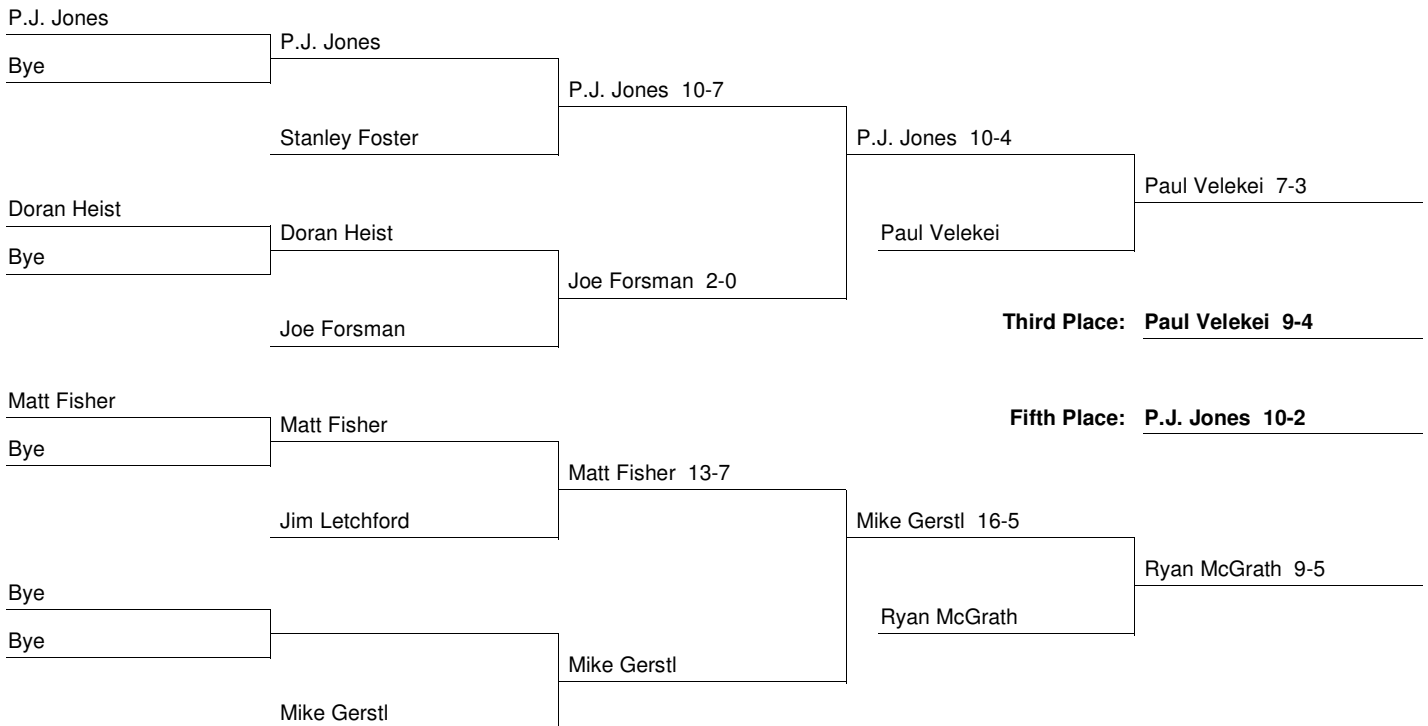 P.J. Jones
P.J. Jones
Bye
P.J. Jones 10-7
Stanley Foster
P.J. Jones 10-4
Paul Velekei 7-3
Doran Heist
Doran Heist
Paul Velekei
Bye
Joe Forsman 2-0
Joe Forsman
Third Place: Paul Velekei 9-4
Matt Fisher
Matt Fisher
Fifth Place: P.J. Jones 10-2
Bye
Matt Fisher 13-7
Jim Letchford
Mike Gerstl 16-5
Ryan McGrath 9-5
Bye
Ryan McGrath
Bye
Mike Gerstl
Mike Gerstl